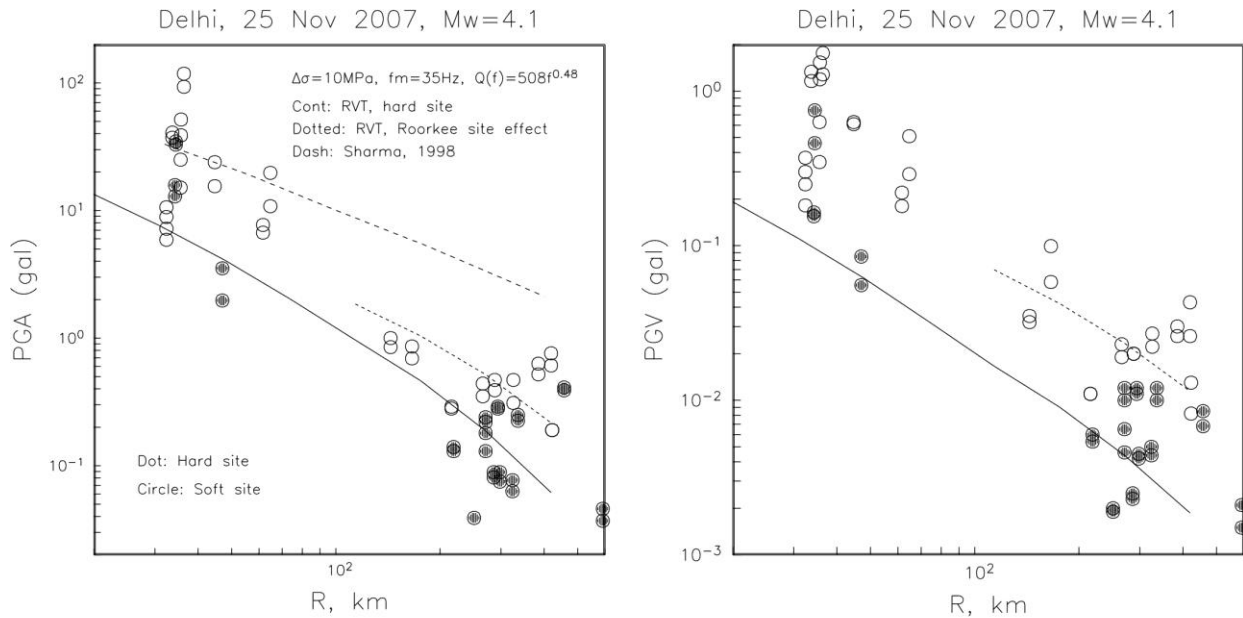 Delhi, 25 Nov 2007, Mw=4.1
Δσ=10MPa, fm=35Hz, Q(f)=508f^0.48
Cont: RVT, hard site
Dotted: RVT, Roorkee site effect
Dash: Sharma, 1998
Dot: Hard site
Circle: Soft site
PGA (gal)
10^2
10^1
10^0
10^-1
10^2
R, km
Delhi, 25 Nov 2007, Mw=4.1
PGV (gal)
10^0
10^-1
10^-2
10^-3
10^2
R, km